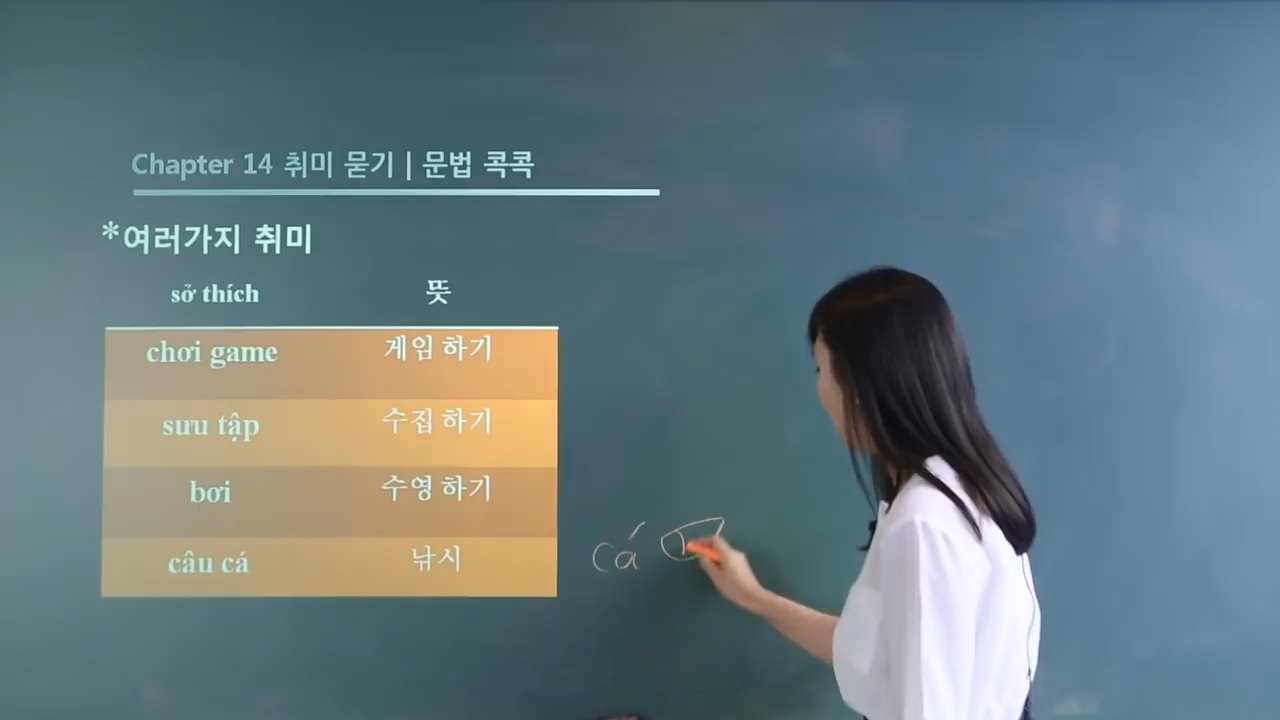 Chapter 14 취미 묻기 | 문법 콕콕
*여러가지 취미
sở thích 뜻
chơi game 게임 하기
sưu tập 수집 하기
bơi 수영 하기
câu cá 낚시
cá